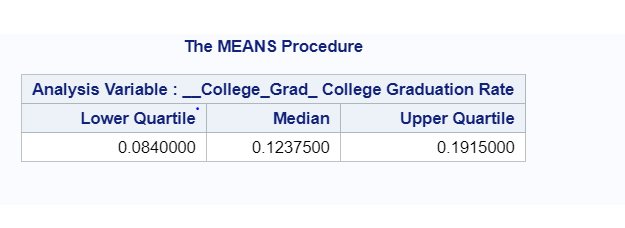 The MEANS Procedure
Analysis Variable : __College_Grad_ College Graduation Rate
Lower Quartile Median Upper Quartile
0.0840000 0.1237500 0.1915000